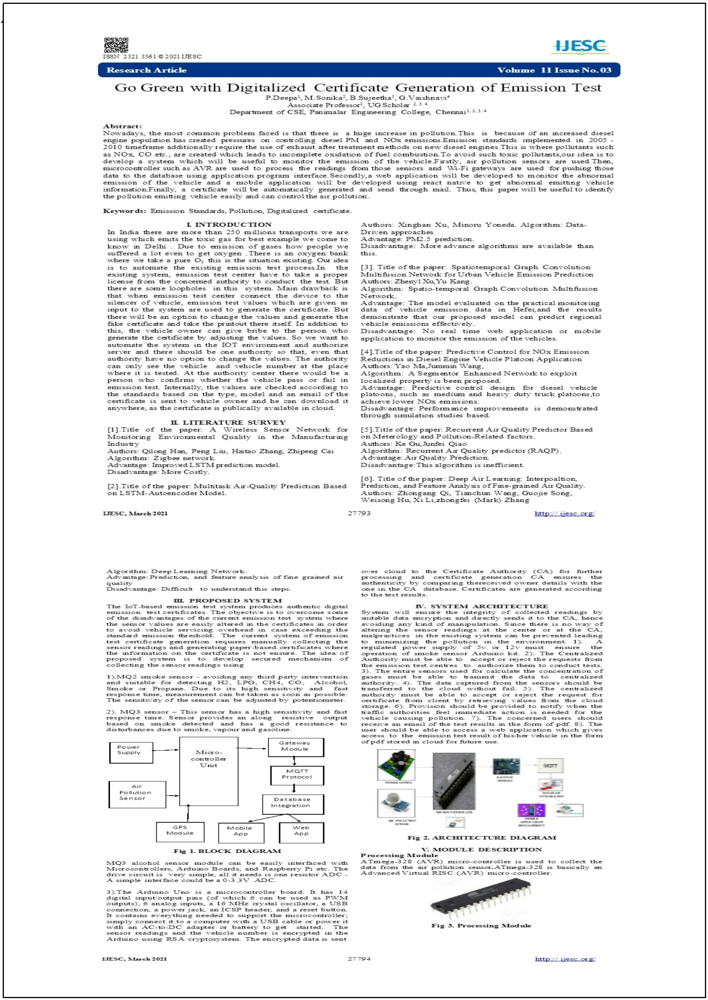 ISSN 2321 3361 © 2021 IJESC
IJESC
Research Article
Volume 11 Issue No. 03
Go Green with Digitalized Certificate Generation of Emission Test
P.Deepa¹, M.Sonika², B.Sujeetha³, G.Vaishnavi⁴
Associate Professor¹, UG Scholar ²,³,⁴
Department of CSE, Panimalar Engineering College, Chennai¹,²,³,⁴
Abstract:
Nowadays, the most common problem faced is that there is a huge increase in pollution.This is because of an increased diesel
engine population has created pressures on controlling diesel PM and NOx emissions.Emission standards implemented in 2005 -
2010 timeframe additionally require the use of exhaust after treatment methods on new diesel engines.This is where pollutants such
as NOx, CO etc., are created which leads to incomplete oxidation of fuel combustion.To avoid such toxic pollutants,our idea is to
develop a system which will be useful to monitor the emission of the vehicle.Firstly, air pollution sensors are used.Then,
microcontroller such as AVR are used to process the readings from those sensors and Wi-Fi gateways are used for pushing those
data to the database using application program interface.Secondly,a web application will be developed to monitor the abnormal
emission of the vehicle and a mobile application will be developed using react native to get abnormal emitting vehicle
information.Finally, a certificate will be automatically generated and send through mail. Thus, this paper will be useful to identify
the pollution emitting vehicle easily and can control the air pollution.
Keywords: Emission Standards, Pollution, Digitalized certificate.
I. INTRODUCTION
In India there are more than 250 millions transports we are
using which emits the toxic gas for best example we come to
know in Delhi . Due to emission of gases how people we
suffered a lot even to get oxygen .There is an oxygen bank
where we take a pure O₂ this is the situation existing. Our idea
is to automate the existing emission test process.In the
existing system, emission test center have to take a proper
license from the concerned authority to conduct the test. But
there are some loopholes in this system. Main drawback is
that when emission test center connect the device to the
silencer of vehicle, emission test values which are given as
input to the system are used to generate the certificate. But
there will be an option to change the values and generate the
fake certificate and take the printout there itself. In addition to
this, the vehicle owner can give bribe to the person who
generate the certificate by adjusting the values. So we want to
automate the system in the IOT environment and authorize
server and there should be one authority so that, even that
authority have no option to change the values. The authority
can only see the vehicle and vehicle number at the place
where it is tested. At the authority center there would be a
person who confirms whether the vehicle pass or fail in
emission test. Internally, the values are checked according to
the standards based on the type, model and an email of the
certificate is sent to vehicle owner and he can download it
anywhere, as the certificate is publically available in cloud.
II. LITERATURE SURVEY
[1].Title of the paper: A Wireless Sensor Network for
Monitoring Environmental Quality in the Manufacturing
Industry
Authors: Qilong Han, Peng Liu, Haitao Zhang, Zhipeng Cai
Algorithm: Zigbee network.
Advantage: Improved LSTM prediction model.
Disadvantage: More Costly.
[2].Title of the paper: Multitask Air-Quality Prediction Based
on LSTM-Autoencoder Model.
Authors: Xinghan Xu, Minoru Yoneda. Algorithm: Data-
Driven approaches
Advantage: PM2.5 prediction.
Disadvantage: More advance algorithms are available than
this.
[3]. Title of the paper: Spatiotemporal Graph Convolution
Multifusion Network for Urban Vehicle Emission Prediction
Authors: Zhenyl Xu,Yu Kang.
Algorithm: Spatio-temporal Graph Convolution Multifusion
Network.
Advantage: The model evaluated on the practical monitoring
data of vehicle emission data in Hefei,and the results
demonstrate that our proposed model can predict regional
vehicle emissions effectively.
Disadvantage: No real time web application or mobile
application to monitor the emission of the vehicles.
[4].Title of the paper: Predictive Control for NOx Emission
Reductions in Diesel Engine Vehicle Platoon Application
Authors: Yao Ma,Jummin Wang,
Algorithm: A Segmentor Enhanced Network to exploit
localized property is been proposed.
Advantage: Predictive control design for diesel vehicle
platoons, such as medium and heavy duty truck platoons,to
achieve lower NOx emissions.
Disadvantage: Performance improvements is demonstrated
through simulation studies based.
[5].Title of the paper: Recurrent Air Quality Predictor Based
on Meterology and Pollution-Related factors.
Authors: Ke Gu,Junfei Qiao
Algorithm: Recurrent Air Quality predictor (RAQP).
Advantage: Air Quality Prediction.
Disadvantage:This algorithm is inefficient.
[6]. Title of the paper: Deep Air Learning: Interpoaltion,
Prediction, and Feature Analysis of Fine-grained Air Quality.
Authors: Zhongang Qi, Tianchun Wang, Guojie Song,
Weisong Hu, Xi Li,zhongfei (Mark) Zhang
IJESC, March 2021
27793
http:// ijesc.org/
Algorithm: Deep Learning Network.
Advantage: Prediction, and feature analysis of fine grained air
quality
Disadvantage: Difficult to understand this steps.
III. PROPOSED SYSTEM
The IoT-based emission test system produces authentic digital
emission test certificates. The objective is to overcome some
of the disadvantages of the current emission test system where
the sensor values are easily altered in the certificates in order
to avoid vehicle servicing overhead in case exceeding the
standard emission threshold. The current system of emission
test certificate generation requires manually collecting the
sensor readings and generating paper-based certificates where
the information on the certificate is not ensure. The idea of
proposed system is to develop secured mechanism of
collecting the sensor readings using
1).MQ2 smoke sensor - avoiding any third party intervention
and suitable for detecting H2, LPG, CH4, CO, Alcohol,
Smoke or Propane. Due to its high sensitivity and fast
response time, measurement can be taken as soon as possible.
The sensitivity of the sensor can be adjusted by potentiometer.
2). MQ3 sensor – This sensor has a high sensitivity and fast
response time. Sensor provides an along resistive output
based on smoke detected and has a good resistance to
disturbances due to smoke, vapour and gasoline.
Power
Supply
Micro-
controller
Unit
Gateway
Module
MQTT
Protocol
Air
Pollution
Sensor
Database
Integration
GPS
Module
Mobile
App
Web
App
Fig 1. BLOCK DIAGRAM
MQ3 alcohol sensor module can be easily interfaced with
Microcontrollers, Arduino Boards, and Raspberry Pi etc. The
drive circuit is very simple, all it needs is one resistor ADC -
A simple interface could be a 0-3.3V ADC.
3).The Arduino Uno is a microcontroller board. It has 14
digital input/output pins (of which 6 can be used as PWM
outputs), 6 analog inputs, a 16 MHz crystal oscillator, a USB
connection, a power jack, an ICSP header, and a reset button.
It contains everything needed to support the microcontroller;
simply connect it to a computer with a USB cable or power it
with an AC-to-DC adapter or battery to get started. The
sensor readings and the vehicle number is encrypted in the
Arduino using RSA cryptosystem. The encrypted data is sent
over cloud to the Certificate Authority (CA) for further
processing and certificate generation CA ensures the
authenticity by comparing thereceived owner details with the
one in the CA database. Certificates are generated according
to the test results.
IV. SYSTEM ARCHITECTURE
System will ensure the integrity of collected readings by
suitable data encryption and directly sends it to the CA, hence
avoiding any kind of manipulation. Since there is no way of
altering the sensor readings at the center or at the CA,
malpractices in the existing system can be prevented leading
to minimizing the pollution in the environment. 1). A
regulated power supply of 5v or 12v must ensure the
operation of smoke sensor Arduino kit. 2). The Centralized
Authority must be able to accept or reject the requests from
the emission test centres to authorize them to conduct tests.
3). The entire sensors used for calculate the concentration of
gases must be able to transmit the data to centralized
authority. 4). The data captured from the sensors should be
transferred to the cloud without fail. 5). The centralized
authority must be able to accept or reject the request for
certificate from client by retrieving values from the cloud
storage. 6). Provision should be provided to notify when the
traffic authorities feel immediate action is needed for the
vehicle causing pollution. 7). The concerned users should
receive an email of the test results in the form of pdf. 8). The
user should be able to access a web application which gives
access to the emission test result of his/her vehicle in the form
of pdf stored in cloud for future use.
POWER SUPPLY
AIR POLLUTION
SENSOR
MICROCONTROLLER
GATEWAY
MODULE
MQTT
DATABASE
INTEGRATION
MOBILE
APPLICATION
DEVELOPMENT
Fig 2. ARCHITECTURE DIAGRAM
V. MODULE DESCRIPTION
Processing Module
ATmega-328 (AVR) micro-controller is used to collect the
data from the air pollution sensor.ATmega-328 is basically an
Advanced Virtual RISC (AVR) micro-controller.
Fig 3. Processing Module
IJESC, March 2021
27794
http:// ijesc.org/